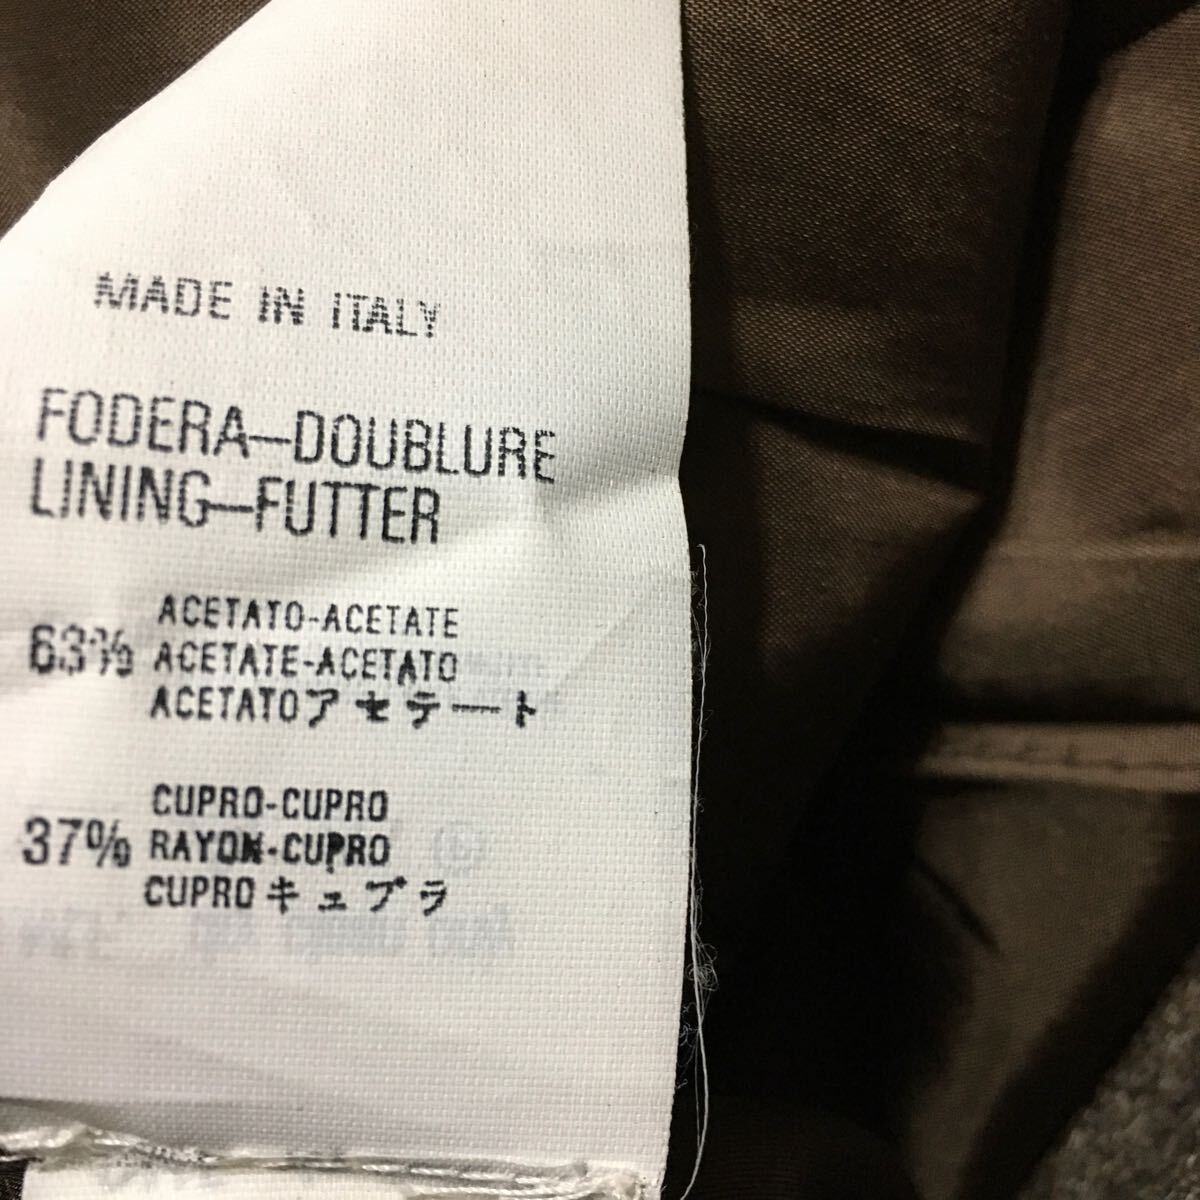 MADE IN ITALY
FODERA—DOUBLURE
LINING—FUTTER
63% ACETATO-ACETATE
ACETATE-ACETATO
ACETATOアセテート
37% CUPRO-CUPRO
RAYON-CUPRO
CUPROキュプラ